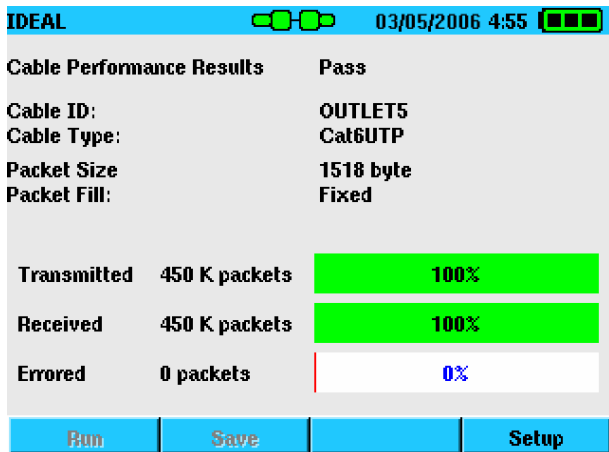 IDEAL 03/05/2006 4:55
Cable Performance Results Pass
Cable ID: OUTLET5
Cable Type: Cat6UTP
Packet Size 1518 byte
Packet Fill: Fixed
Transmitted 450 K packets 100%
Received 450 K packets 100%
Errored 0 packets 0%
Run Save Setup